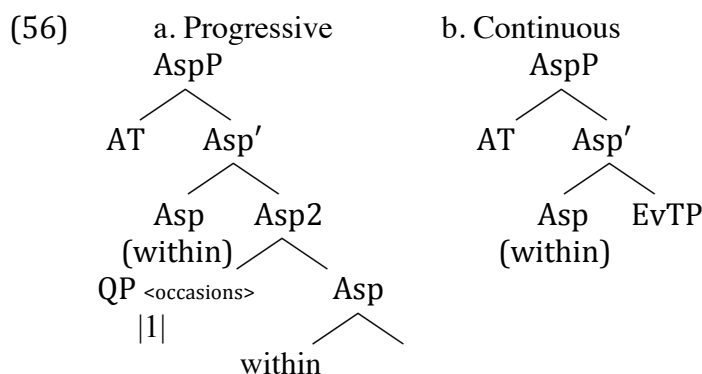 (56) a. Progressive b. Continuous
AspP AspP
AT Asp′ AT Asp′
Asp Asp2 Asp EvTP
(within) (within)
QP <occasions> Asp
|1|
within